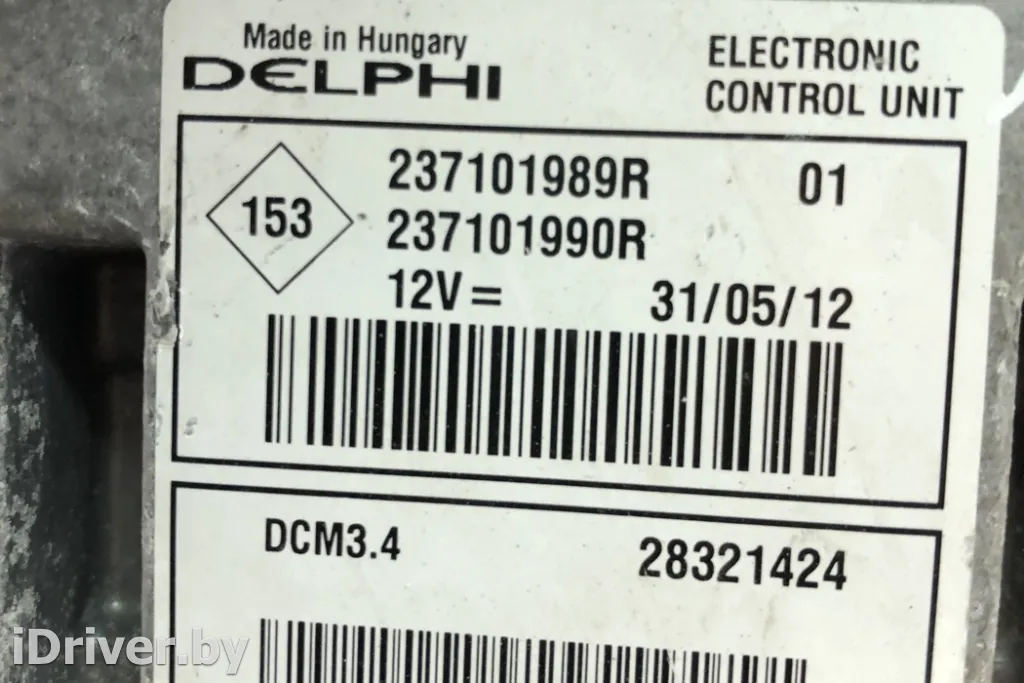 Made in Hungary
DELPHI
ELECTRONIC
CONTROL UNIT
153
237101989R 01
237101990R
12V = 31/05/12
DCM3.4 28321424
iDriver.by